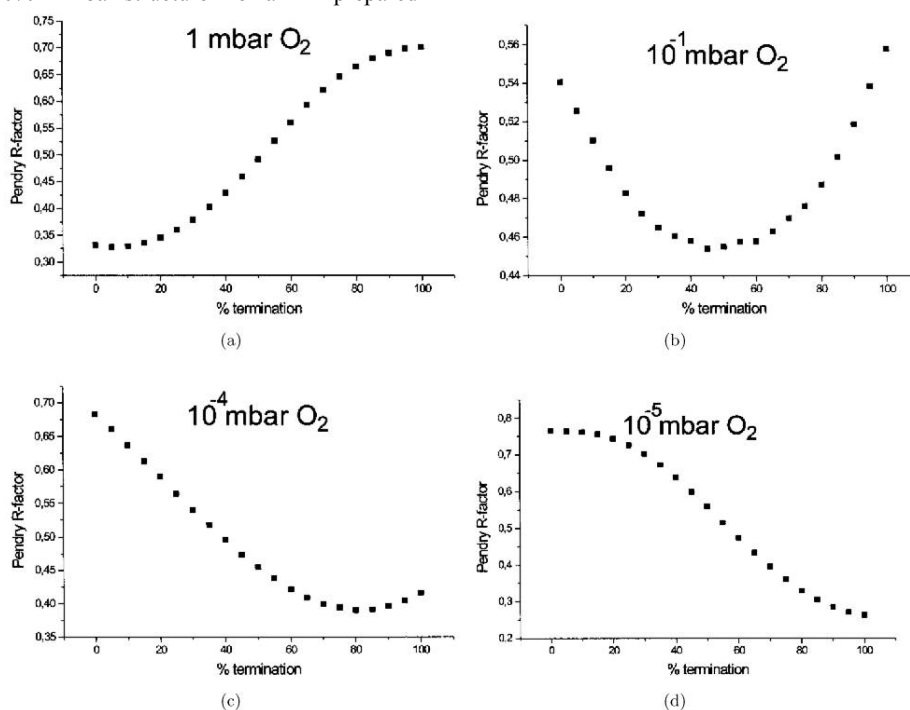 1 mbar O₂
0,75
0,70
0,65
0,60
0,55
0,50
0,45
0,40
0,35
0,30
Pendry R-factor
0 20 40 60 80 100
% termination
(a)
10⁻¹mbar O₂
0,56
0,54
0,52
0,50
0,48
0,46
0,44
Pendry R-factor
0 20 40 60 80 100
% termination
(b)
10⁻⁴mbar O₂
0,70
0,65
0,60
0,55
0,50
0,45
0,40
0,35
Pendry R-factor
0 20 40 60 80 100
% termination
(c)
10⁻⁵mbar O₂
0,8
0,7
0,6
0,5
0,4
0,3
0,2
Pendry R-factor
0 20 40 60 80 100
% termination
(d)